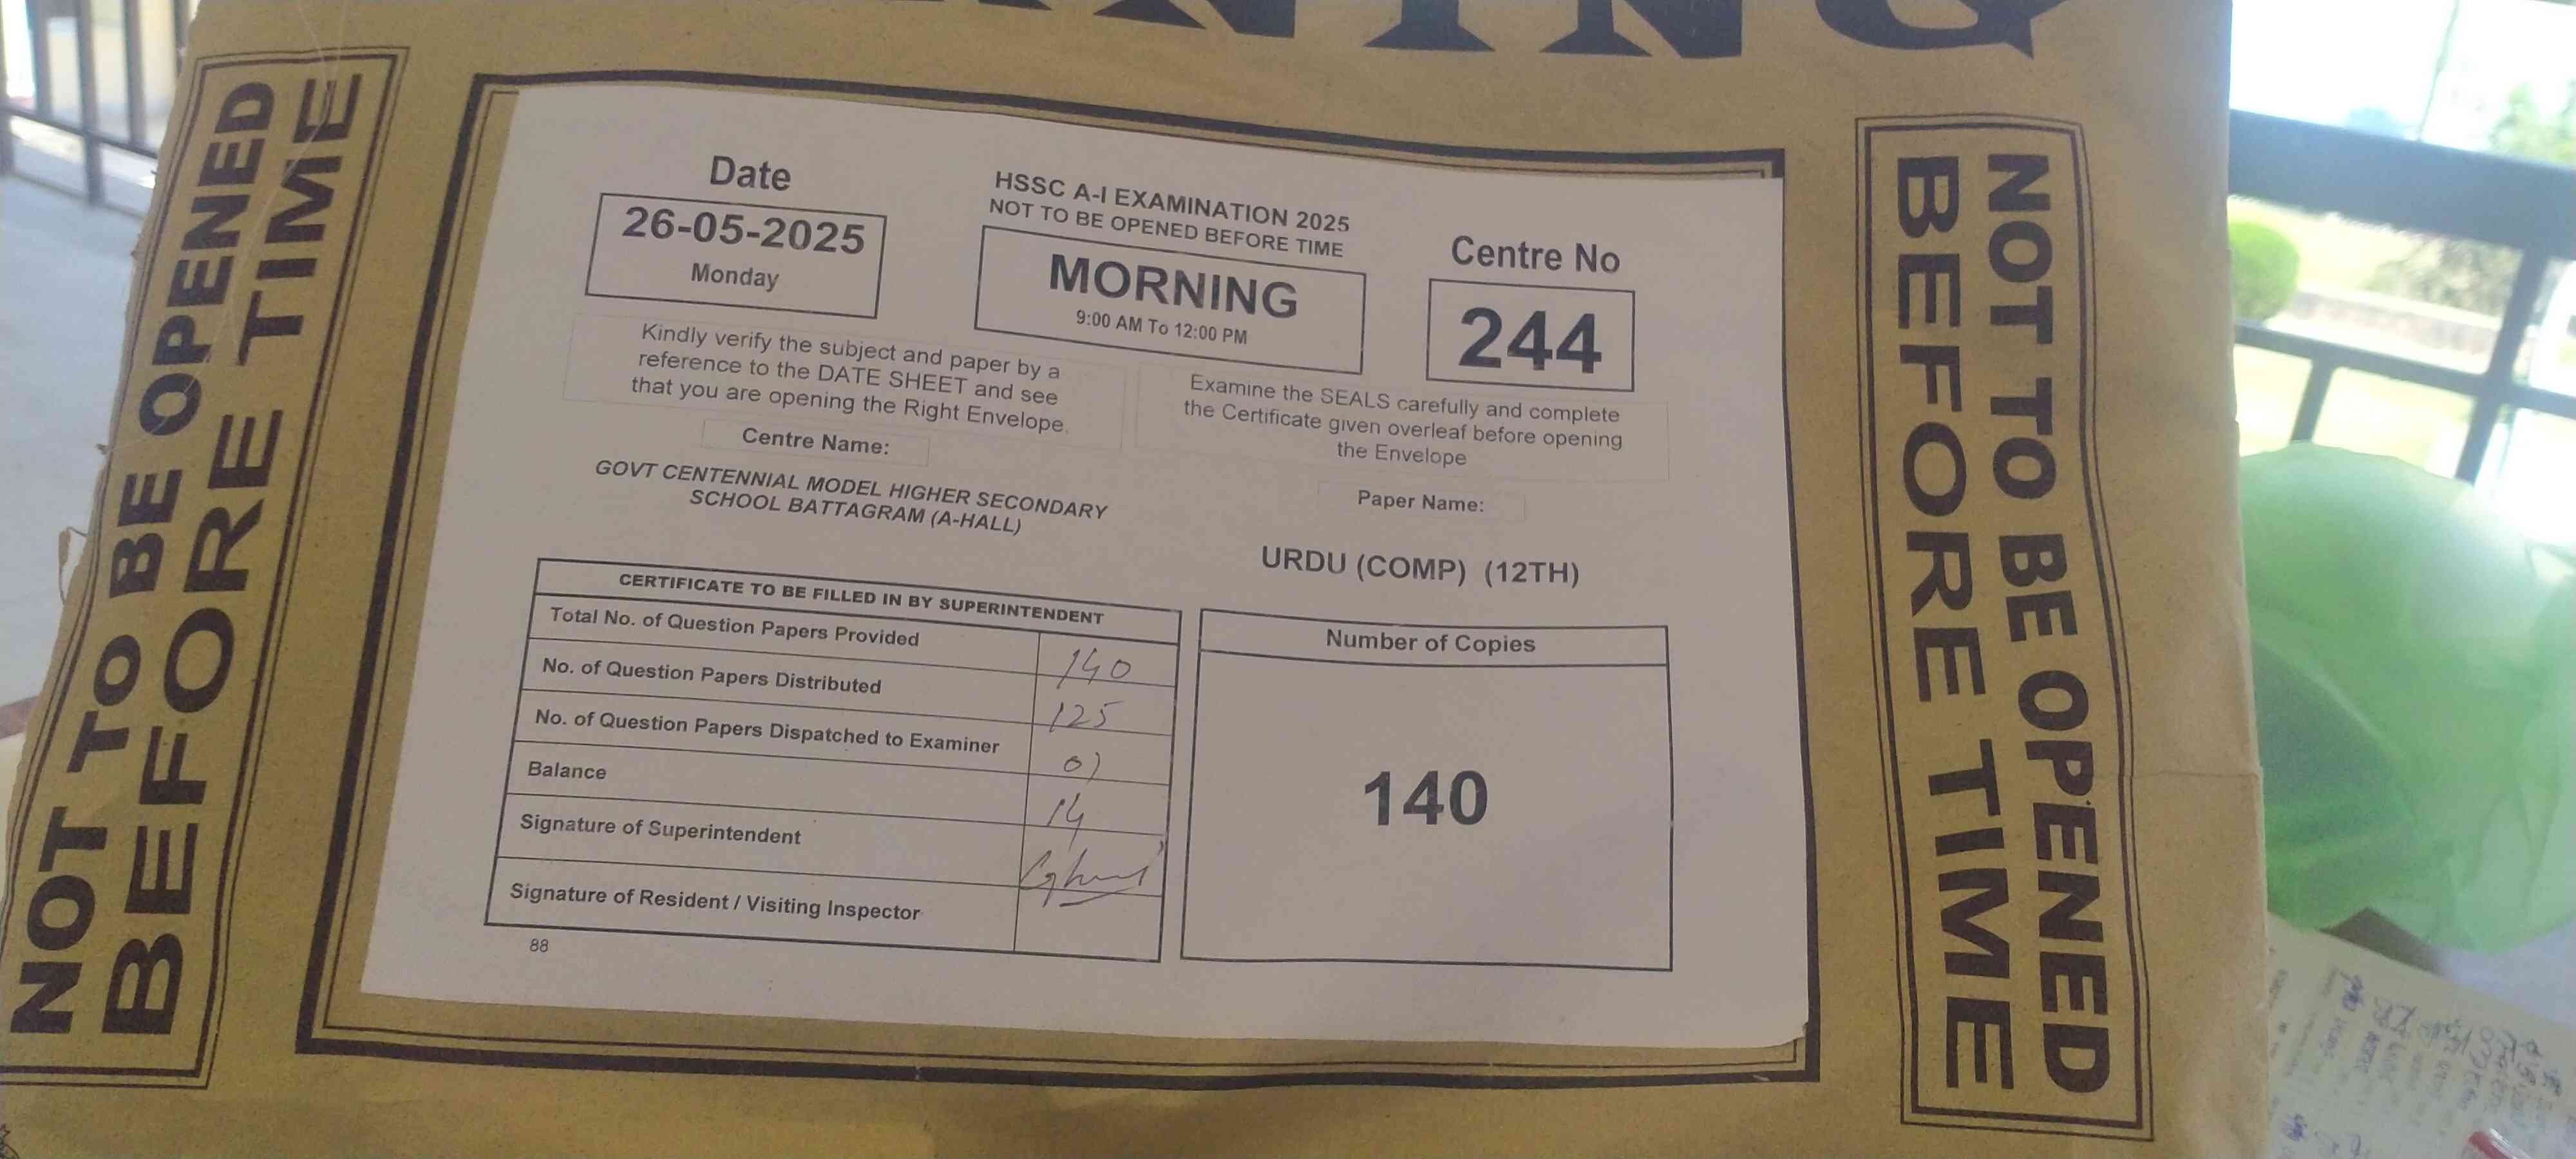 NOT TO BE OPENED
BEFORE TIME
Date
26-05-2025
Monday
HSSC A-I EXAMINATION 2025
NOT TO BE OPENED BEFORE TIME
MORNING
9:00 AM To 12:00 PM
Centre No
244
Kindly verify the subject and paper by a
reference to the DATE SHEET and see
that you are opening the Right Envelope.
Examine the SEALS carefully and complete
the Certificate given overleaf before opening
the Envelope
Centre Name:
GOVT CENTENNIAL MODEL HIGHER SECONDARY
SCHOOL BATTAGRAM (A-HALL)
Paper Name:
URDU (COMP) (12TH)
CERTIFICATE TO BE FILLED IN BY SUPERINTENDENT
Total No. of Question Papers Provided 140
No. of Question Papers Distributed 125
No. of Question Papers Dispatched to Examiner 01
Balance 14
Signature of Superintendent
Signature of Resident / Visiting Inspector
88
Number of Copies
140
NOT TO BE OPENED
BEFORE TIME